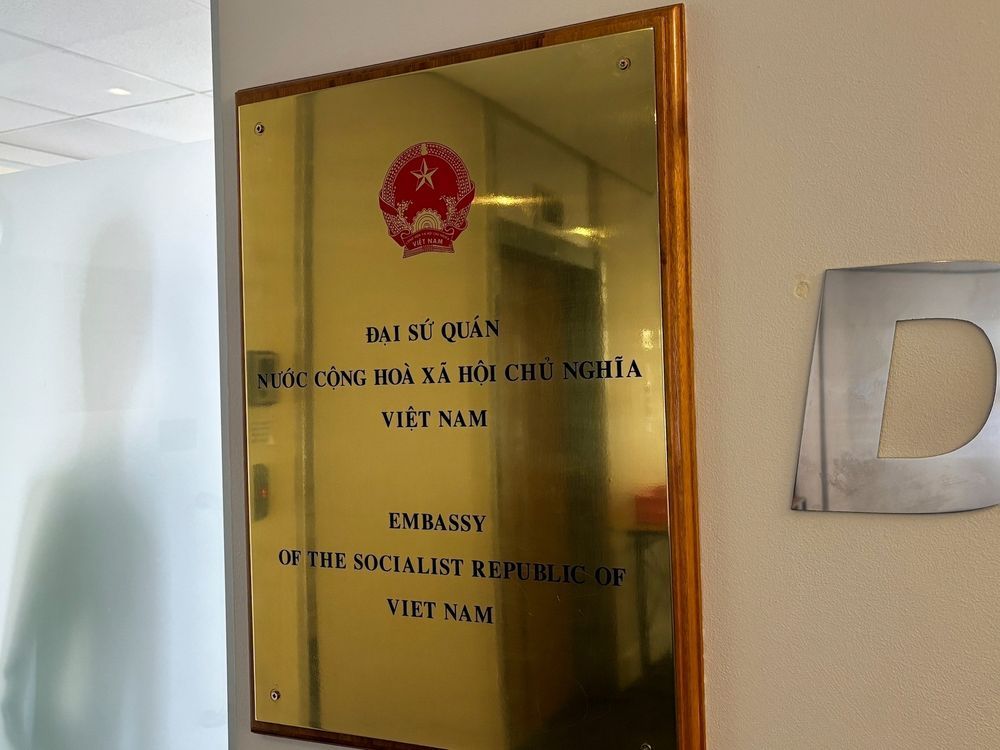 VIỆT NAM
ĐẠI SỨ QUÁN
NƯỚC CỘNG HOÀ XÃ HỘI CHỦ NGHĨA
VIỆT NAM
EMBASSY
OF THE SOCIALIST REPUBLIC OF
VIET NAM
D